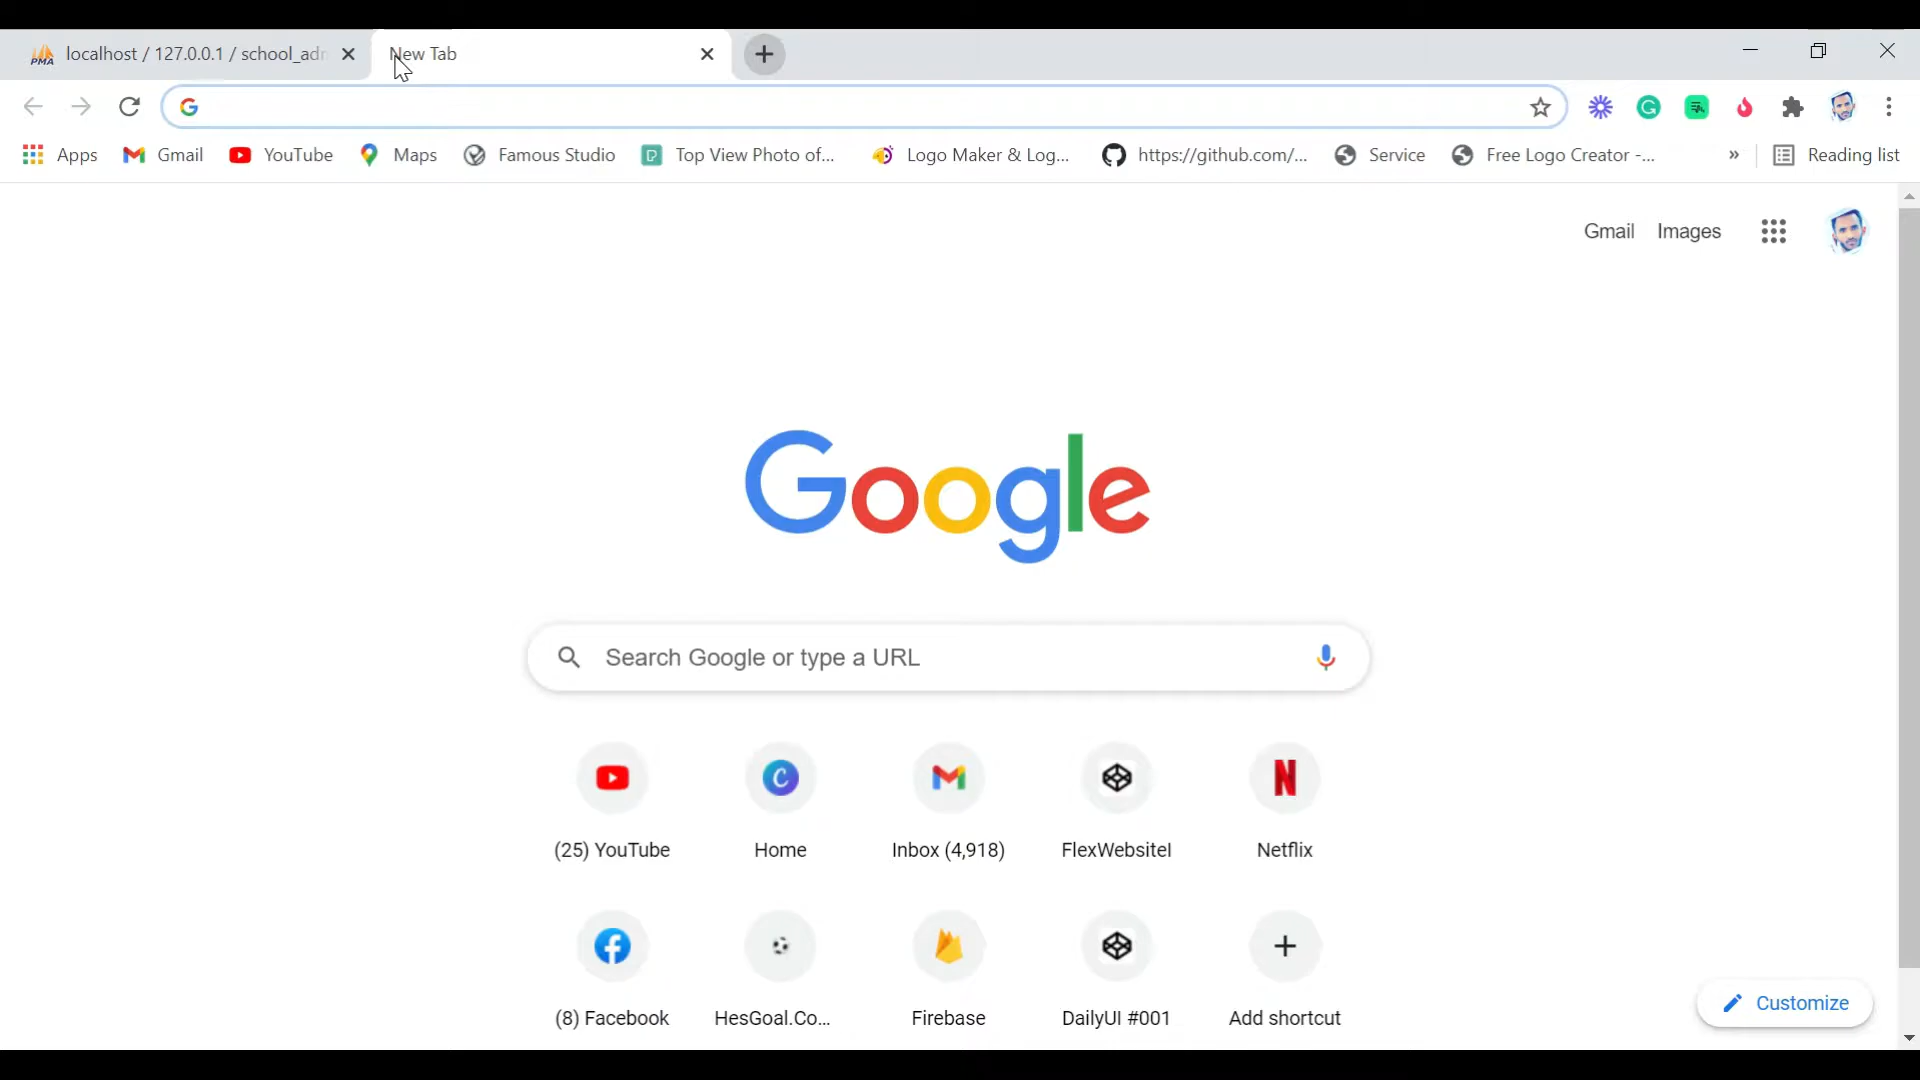 localhost / 127.0.0.1 / school_adm
New Tab
Apps Gmail YouTube Maps Famous Studio Top View Photo of... Logo Maker & Log... https://github.com/... Service Free Logo Creator -... » Reading list
Gmail Images
Google
Search Google or type a URL
(25) YouTube Home Inbox (4,918) FlexWebsiteI Netflix
(8) Facebook HesGoal.Co... Firebase DailyUI #001 Add shortcut
Customize